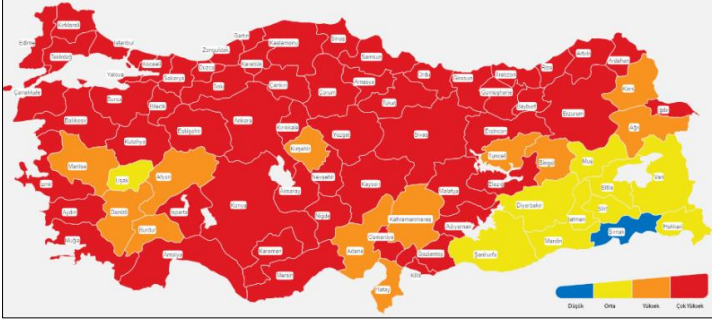 Kırklareli
Edirne
Tekirdağ
İstanbul
Yalova
Kocaeli
Sakarya
Düzce
Zonguldak
Bartın
Karabük
Kastamonu
Sinop
Samsun
Ordu
Giresun
Trabzon
Rize
Artvin
Ardahan
Kars
Iğdır
Ağrı
Çanakkale
Balıkesir
Bursa
Bilecik
Bolu
Çankırı
Çorum
Amasya
Tokat
Gümüşhane
Bayburt
Erzurum
Erzincan
Kütahya
Eskişehir
Ankara
Kırıkkale
Yozgat
Sivas
Kırşehir
Tunceli
Bingöl
Muş
Van
Manisa
Uşak
Afyon
İzmir
Aydın
Denizli
Isparta
Burdur
Muğla
Antalya
Konya
Aksaray
Nevşehir
Niğde
Kayseri
Malatya
Elazığ
Diyarbakır
Bitlis
Siirt
Batman
Şırnak
Hakkari
Mardin
Şanlıurfa
Adıyaman
Kahramanmaraş
Osmaniye
Adana
Gaziantep
Kilis
Hatay
Karaman
Mersin
Düşük Orta Yüksek Çok Yüksek